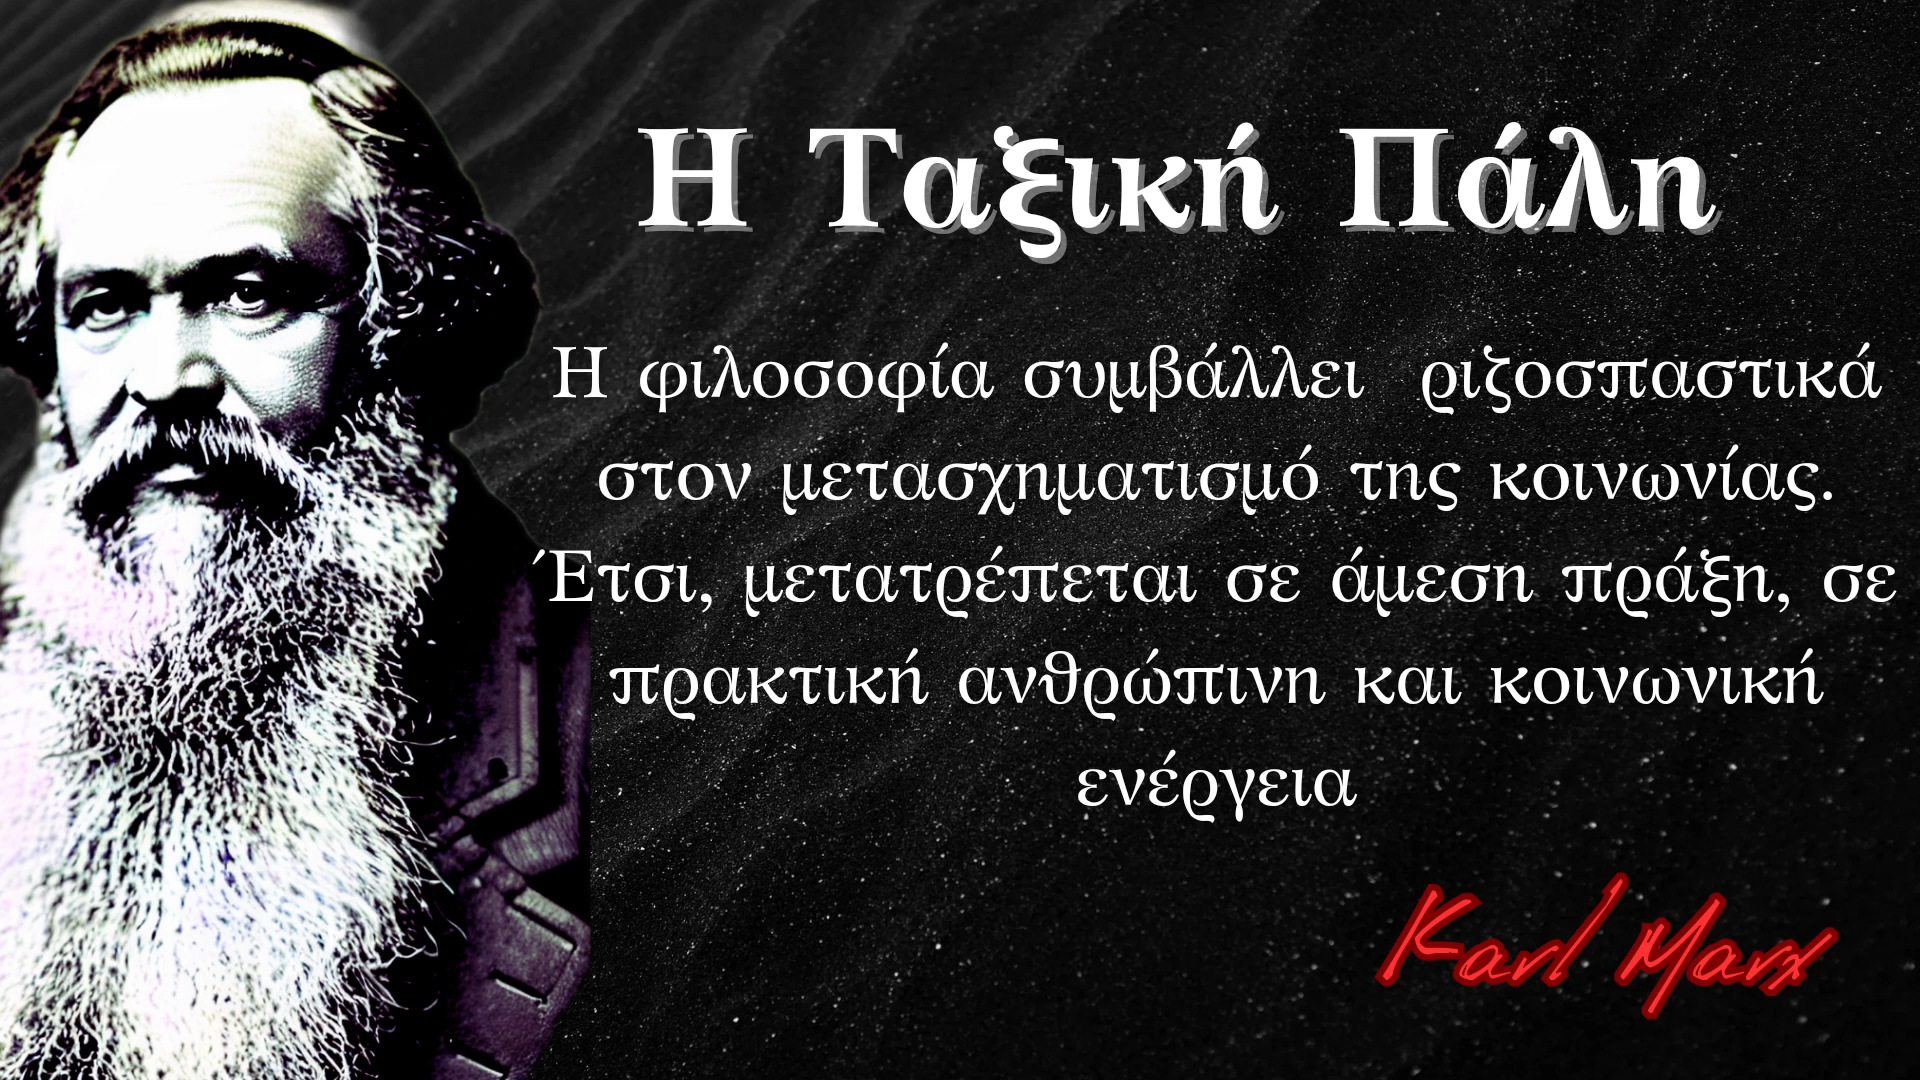 Η Ταξική Πάλη
Η φιλοσοφία συμβάλλει ριζοσπαστικά
στον μετασχηματισμό της κοινωνίας.
Έτσι, μετατρέπεται σε άμεση πράξη, σε
πρακτική ανθρώπινη και κοινωνική
ενέργεια
Karl Marx